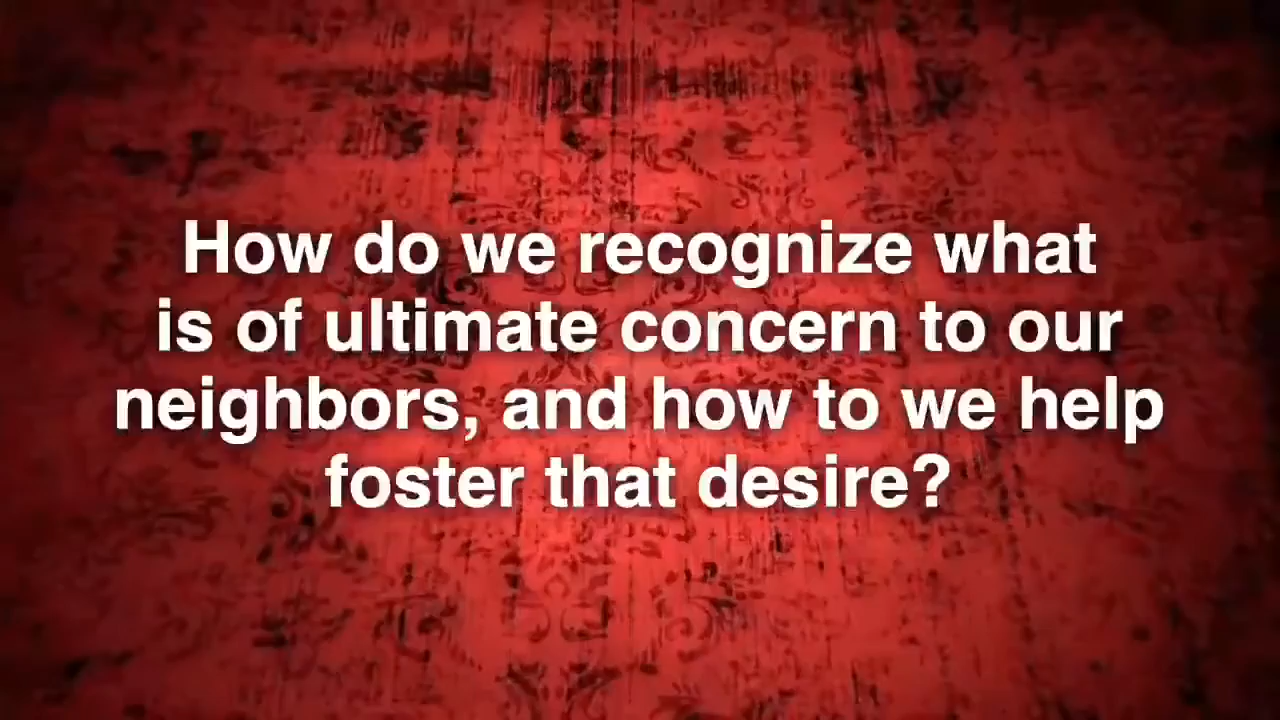 How do we recognize what
is of ultimate concern to our
neighbors, and how to we help
foster that desire?